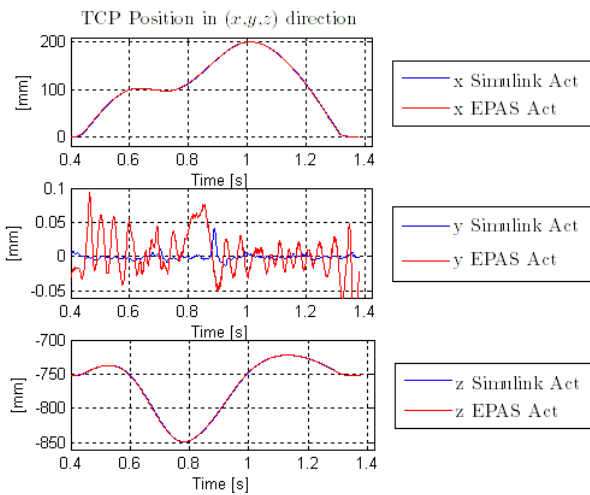 TCP Position in (x,y,z) direction
[mm]
200
100
0
0.4 0.6 0.8 1 1.2 1.4
Time [s]
x Simulink Act
x EPAS Act
[mm]
0.1
0.05
0
-0.05
0.4 0.6 0.8 1 1.2 1.4
Time [s]
y Simulink Act
y EPAS Act
[mm]
-700
-750
-800
-850
0.4 0.6 0.8 1 1.2 1.4
Time [s]
z Simulink Act
z EPAS Act